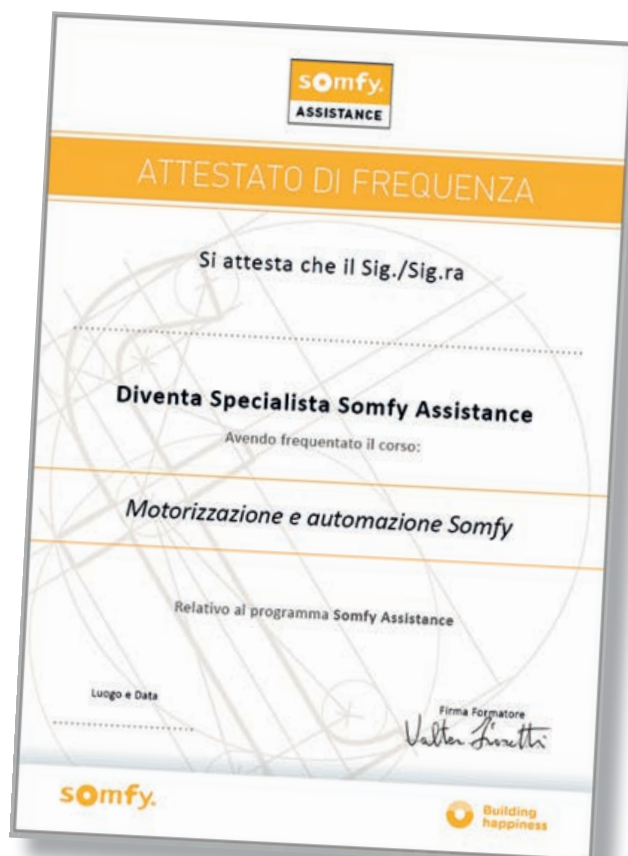 somfy.
ASSISTANCE
ATTESTATO DI FREQUENZA
Si attesta che il Sig./Sig.ra
Diventa Specialista Somfy Assistance
Avendo frequentato il corso:
Motorizzazione e automazione Somfy
Relativo al programma Somfy Assistance
Luogo e Data
Firma Formatore
Valter
somfy.
Building
happiness